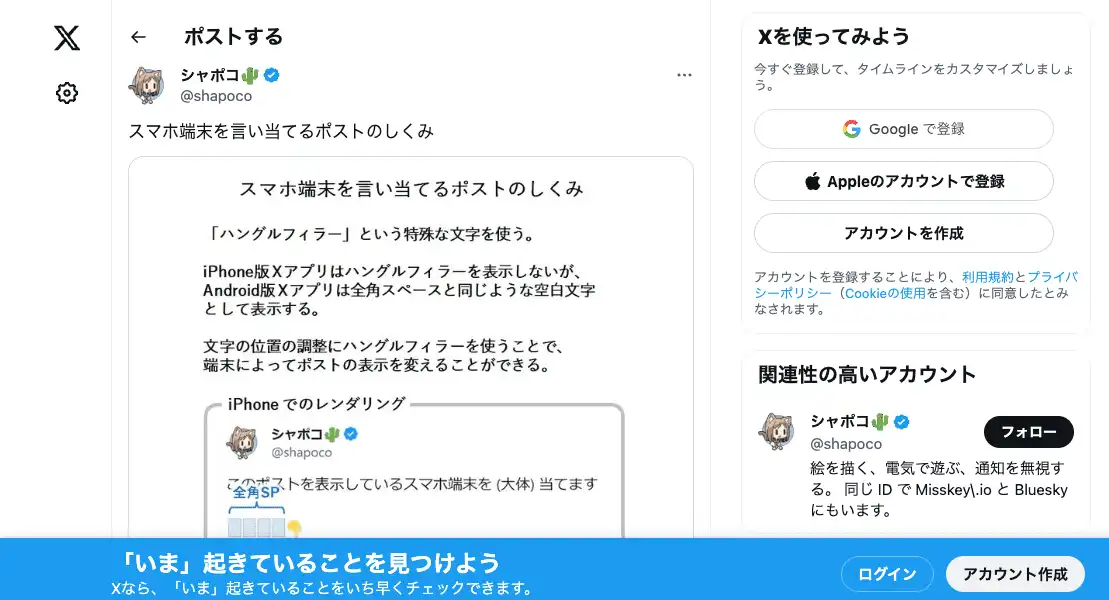 ポストする
シャポコ🌵
@shapoco
スマホ端末を言い当てるポストのしくみ
スマホ端末を言い当てるポストのしくみ
「ハングルフィラー」という特殊な文字を使う。
iPhone版Xアプリはハングルフィラーを表示しないが、
Android版Xアプリは全角スペースと同じような空白文字
として表示する。
文字の位置の調整にハングルフィラーを使うことで、
端末によってポストの表示を変えることができる。
iPhone でのレンダリング
シャポコ🌵
@shapoco
このポストを表示しているスマホ端末を (大体) 当てます
全角SP
Xを使ってみよう
今すぐ登録して、タイムラインをカスタマイズしましょ
う。
Google で登録
Appleのアカウントで登録
アカウントを作成
アカウントを登録することにより、利用規約とプライバ
シーポリシー（Cookieの使用を含む）に同意したとみ
なされます。
関連性の高いアカウント
シャポコ🌵
@shapoco
フォロー
絵を描く、電気で遊ぶ、通知を無視す
る。 同じ ID で Misskey\.io と Bluesky
にもいます。
「いま」起きていることを見つけよう
Xなら、「いま」起きていることをいち早くチェックできます。
ログイン
アカウント作成